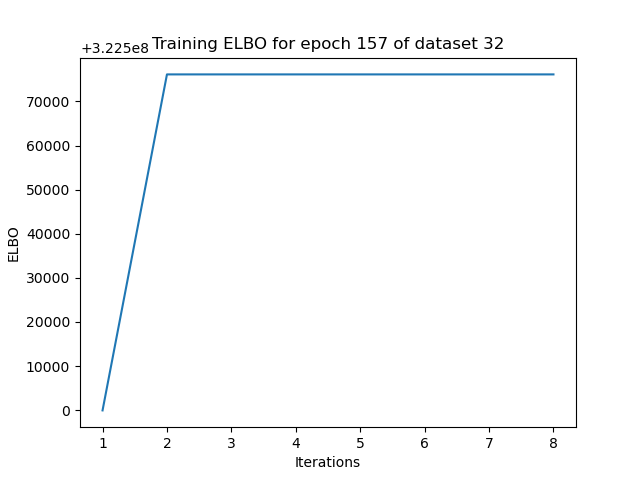 Training ELBO for epoch 157 of dataset 32
+3.225e8
70000
60000
50000
40000
30000
20000
10000
0
ELBO
1 2 3 4 5 6 7 8
Iterations